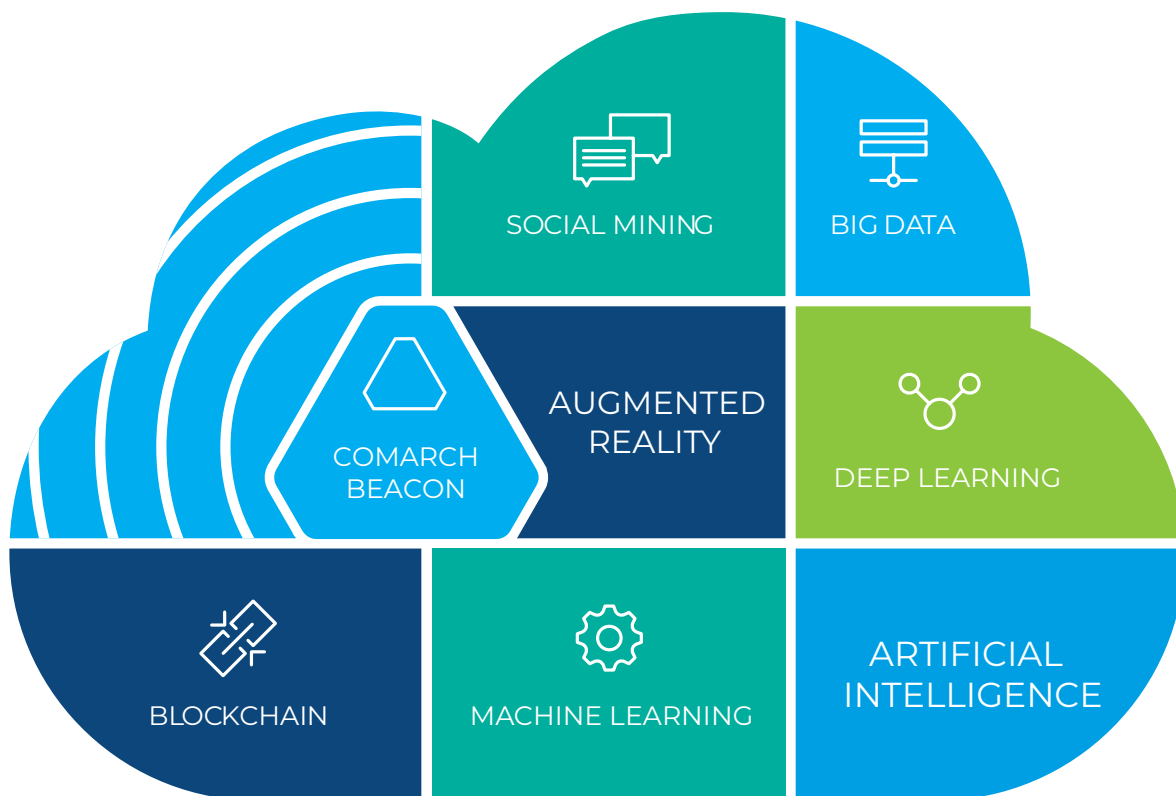 SOCIAL MINING
BIG DATA
COMARCH
BEACON
AUGMENTED
REALITY
DEEP LEARNING
BLOCKCHAIN
MACHINE LEARNING
ARTIFICIAL
INTELLIGENCE